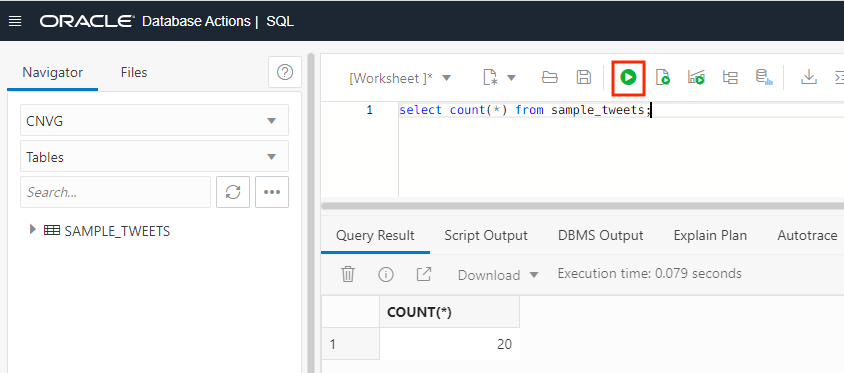 ORACLE Database Actions | SQL
Navigator Files
CNVG
Tables
Search...
SAMPLE_TWEETS
[Worksheet ]*
1 select count(*) from sample_tweets;
Query Result Script Output DBMS Output Explain Plan Autotrace
Download Execution time: 0.079 seconds
COUNT(*)
1 20